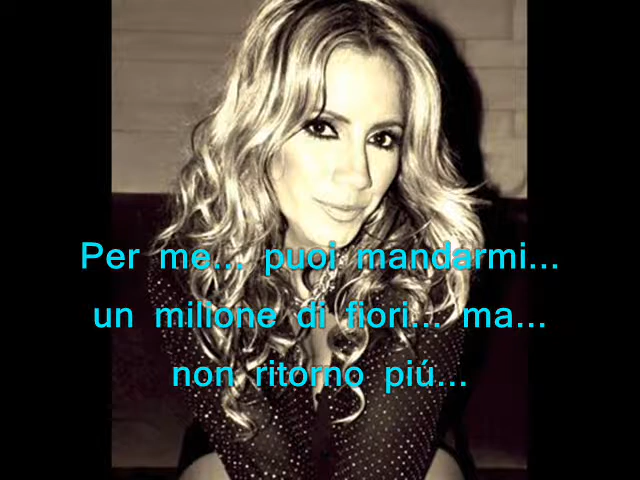 Per me... puoi mandarmi...
un milione di fiori... ma...
non ritorno piú...